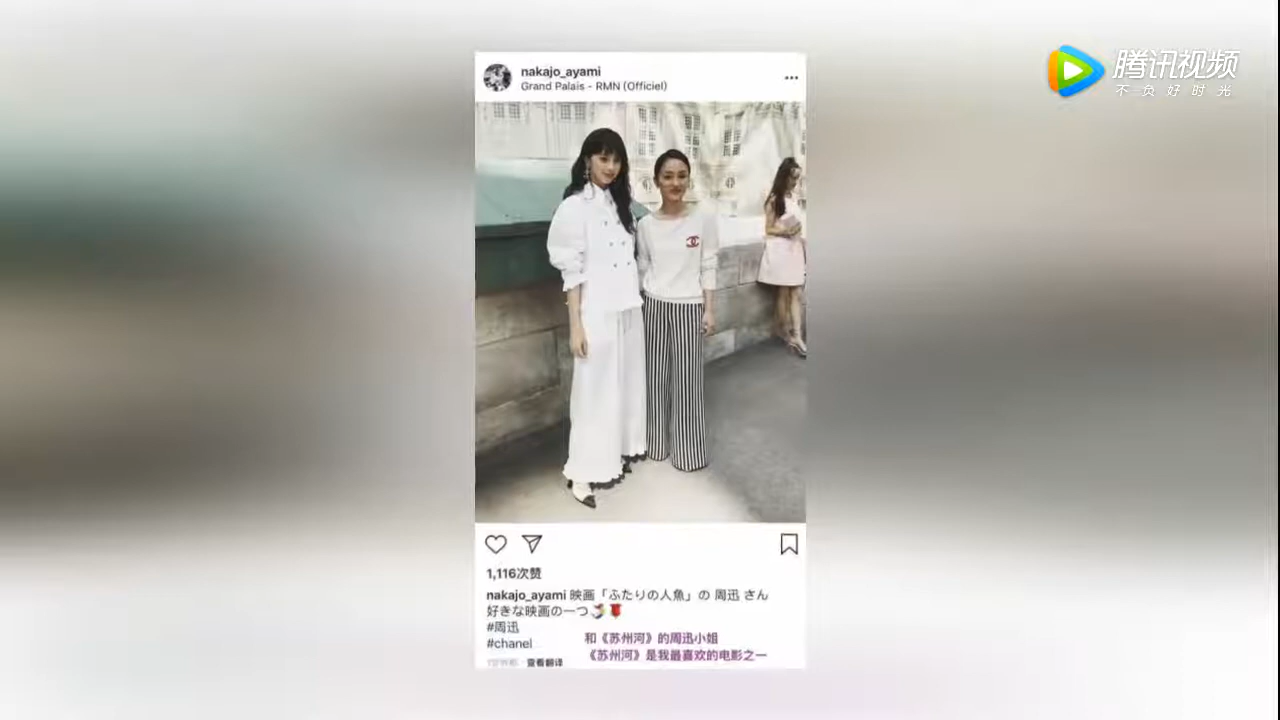 腾讯视频
不负好时光
nakajo_ayami
Grand Palais - RMN (Officiel)
1,116次赞
nakajo_ayami 映画「ふたりの人魚」の 周迅 さん
好きな映画の一つ
#周迅
#chanel
和《苏州河》的周迅小姐
《苏州河》是我最喜欢的电影之一
查看翻译